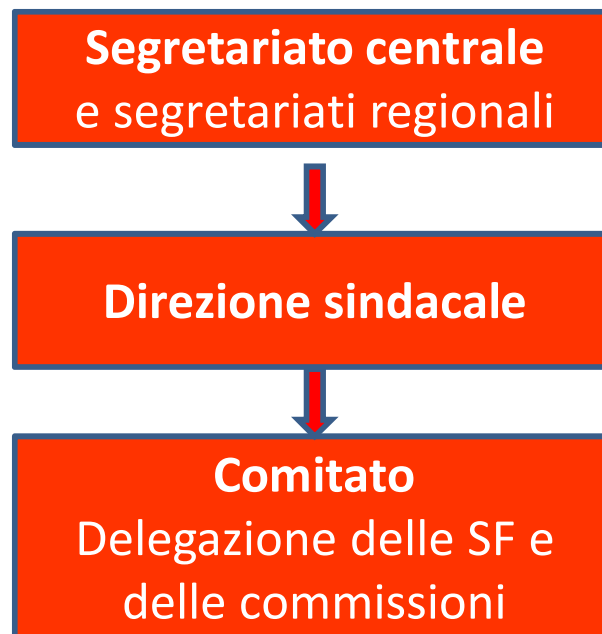 Segretariato centrale
e segretariati regionali
Direzione sindacale
Comitato
Delegazione delle SF e
delle commissioni